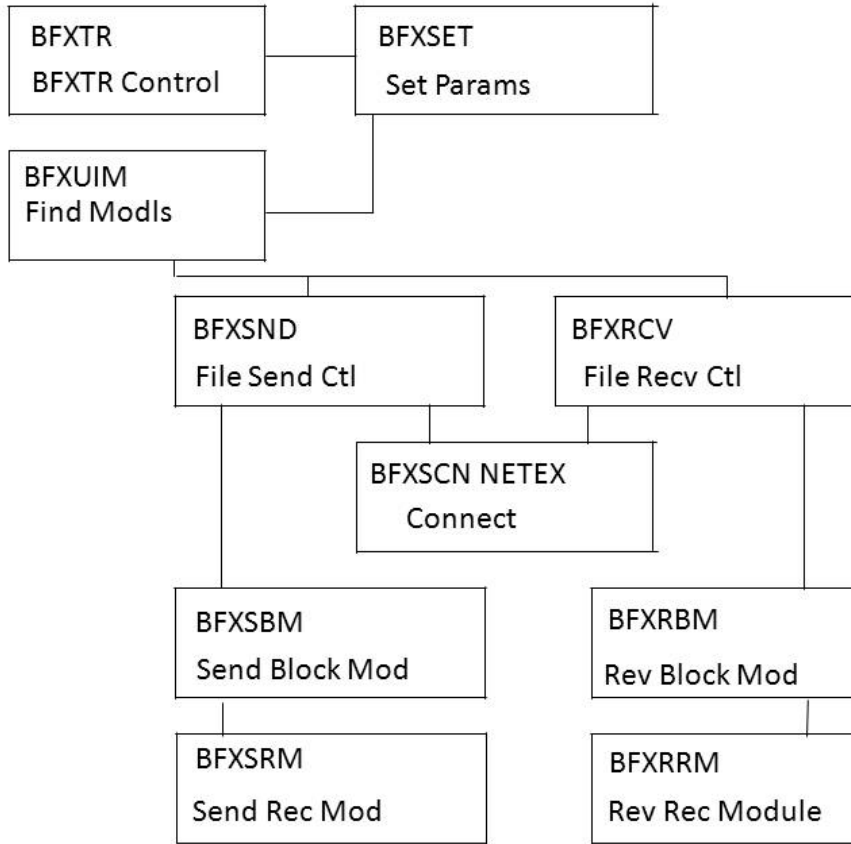 BFXTR
BFXTR Control
BFXSET
Set Params
BFXUIM
Find Modls
BFXSND
File Send Ctl
BFXRCV
File Recv Ctl
BFXSCN NETEX
Connect
BFXSBM
Send Block Mod
BFXRBM
Rev Block Mod
BFXSRM
Send Rec Mod
BFXRRM
Rev Rec Module